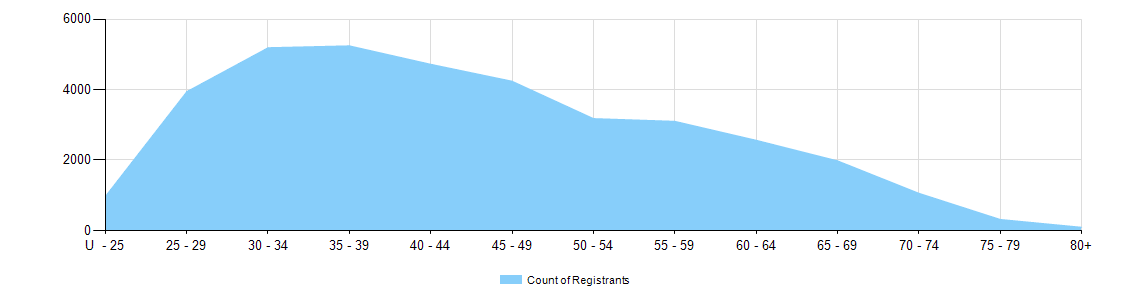 6000
4000
2000
0
U - 25 25 - 29 30 - 34 35 - 39 40 - 44 45 - 49 50 - 54 55 - 59 60 - 64 65 - 69 70 - 74 75 - 79 80+
Count of Registrants